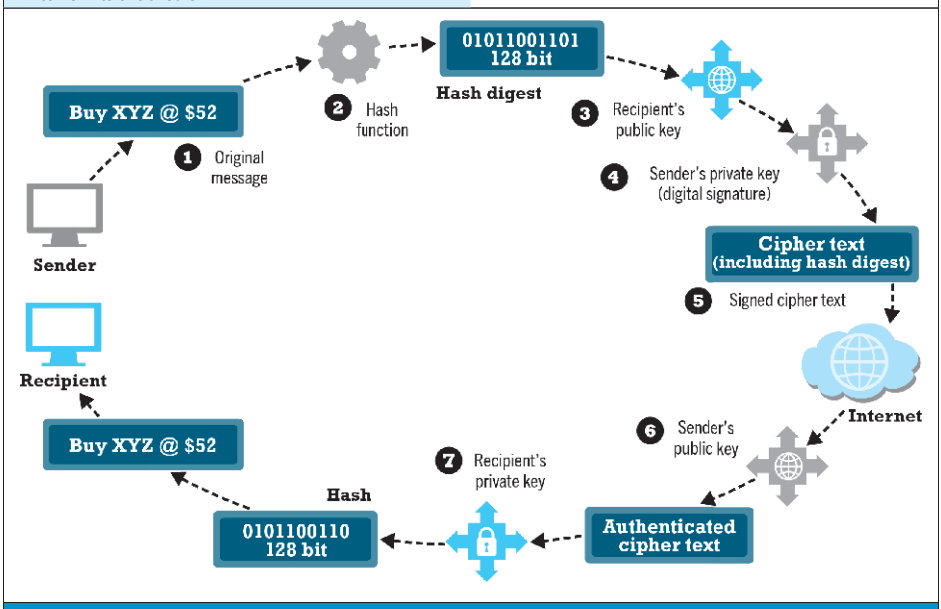 Buy XYZ @ $52
1 Original
message
Sender
2 Hash
function
01011001101
128 bit
Hash digest
3 Recipient's
public key
4 Sender's private key
(digital signature)
Cipher text
(including hash digest)
5 Signed cipher text
Internet
6 Sender's
public key
Authenticated
cipher text
7 Recipient's
private key
Hash
0101100110
128 bit
Buy XYZ @ $52
Recipient